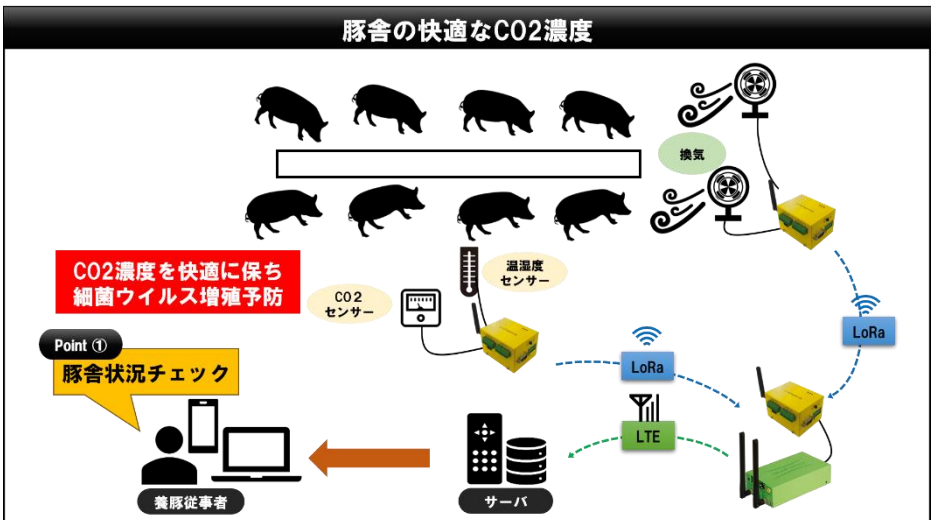 豚舎の快適なCO2濃度
換気
CO2濃度を快適に保ち
細菌ウイルス増殖予防
温湿度
センサー
CO2
センサー
LoRa
Point ①
豚舎状況チェック
LoRa
LTE
養豚従事者
サーバ